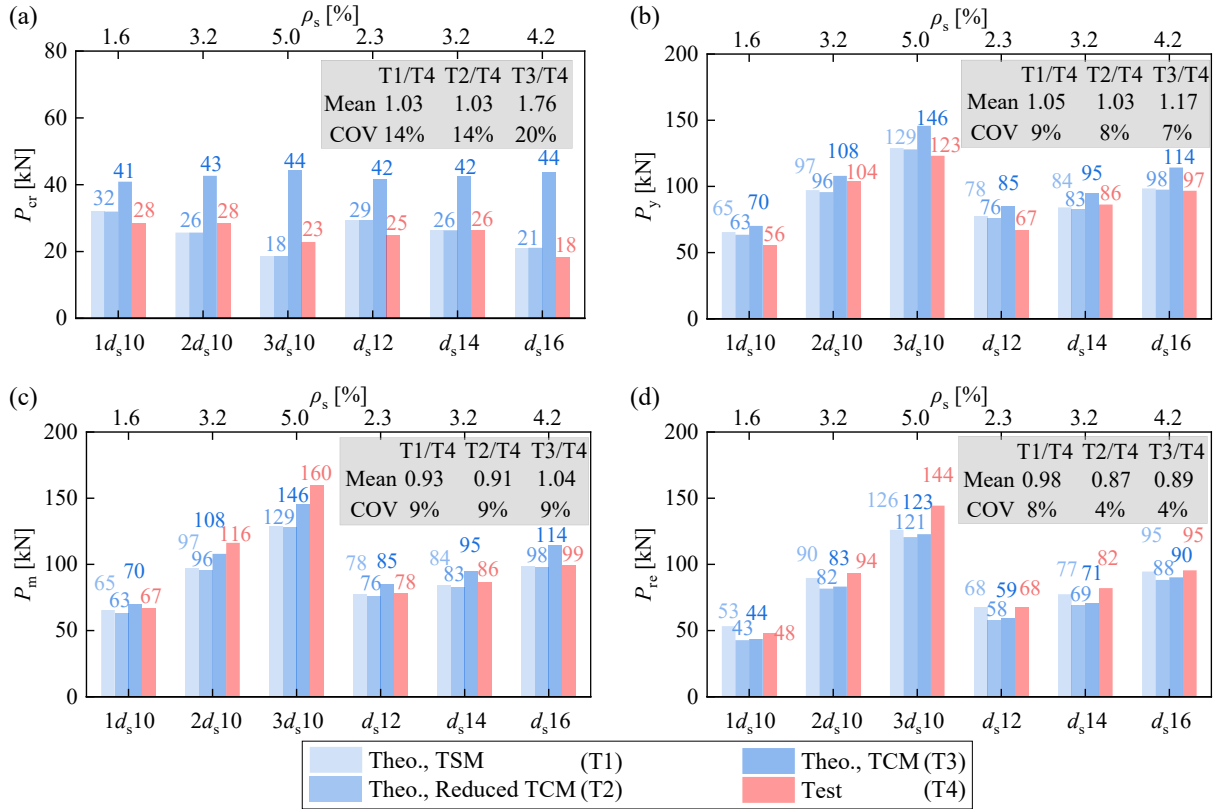 (a)
ρs [%]
1.6 3.2 5.0 2.3 3.2 4.2
80
60
40
20
0
Pcr [kN]
T1/T4 T2/T4 T3/T4
Mean 1.03 1.03 1.76
COV 14% 14% 20%
32 41 28
26 43 28
18 44 23
29 42 25
26 42 26
21 44 18
1ds10 2ds10 3ds10 ds12 ds14 ds16
(b)
ρs [%]
1.6 3.2 5.0 2.3 3.2 4.2
200
150
100
50
0
Py [kN]
T1/T4 T2/T4 T3/T4
Mean 1.05 1.03 1.17
COV 9% 8% 7%
65 63 70 56
97 96 108 104
129 146 123
78 76 85 67
84 83 95 86
98 114 97
1ds10 2ds10 3ds10 ds12 ds14 ds16
(c)
ρs [%]
1.6 3.2 5.0 2.3 3.2 4.2
200
150
100
50
0
Pm [kN]
T1/T4 T2/T4 T3/T4
Mean 0.93 0.91 1.04
COV 9% 9% 9%
65 63 70 67
97 96 108 116
129 146 160
78 76 85 78
84 83 95 86
98 114 99
1ds10 2ds10 3ds10 ds12 ds14 ds16
(d)
ρs [%]
1.6 3.2 5.0 2.3 3.2 4.2
200
150
100
50
0
Pre [kN]
T1/T4 T2/T4 T3/T4
Mean 0.98 0.87 0.89
COV 8% 4% 4%
53 43 44 48
90 82 83 94
126 121 123 144
68 58 59 68
77 69 71 82
95 88 90 95
1ds10 2ds10 3ds10 ds12 ds14 ds16
Theo., TSM (T1)
Theo., Reduced TCM (T2)
Theo., TCM (T3)
Test (T4)